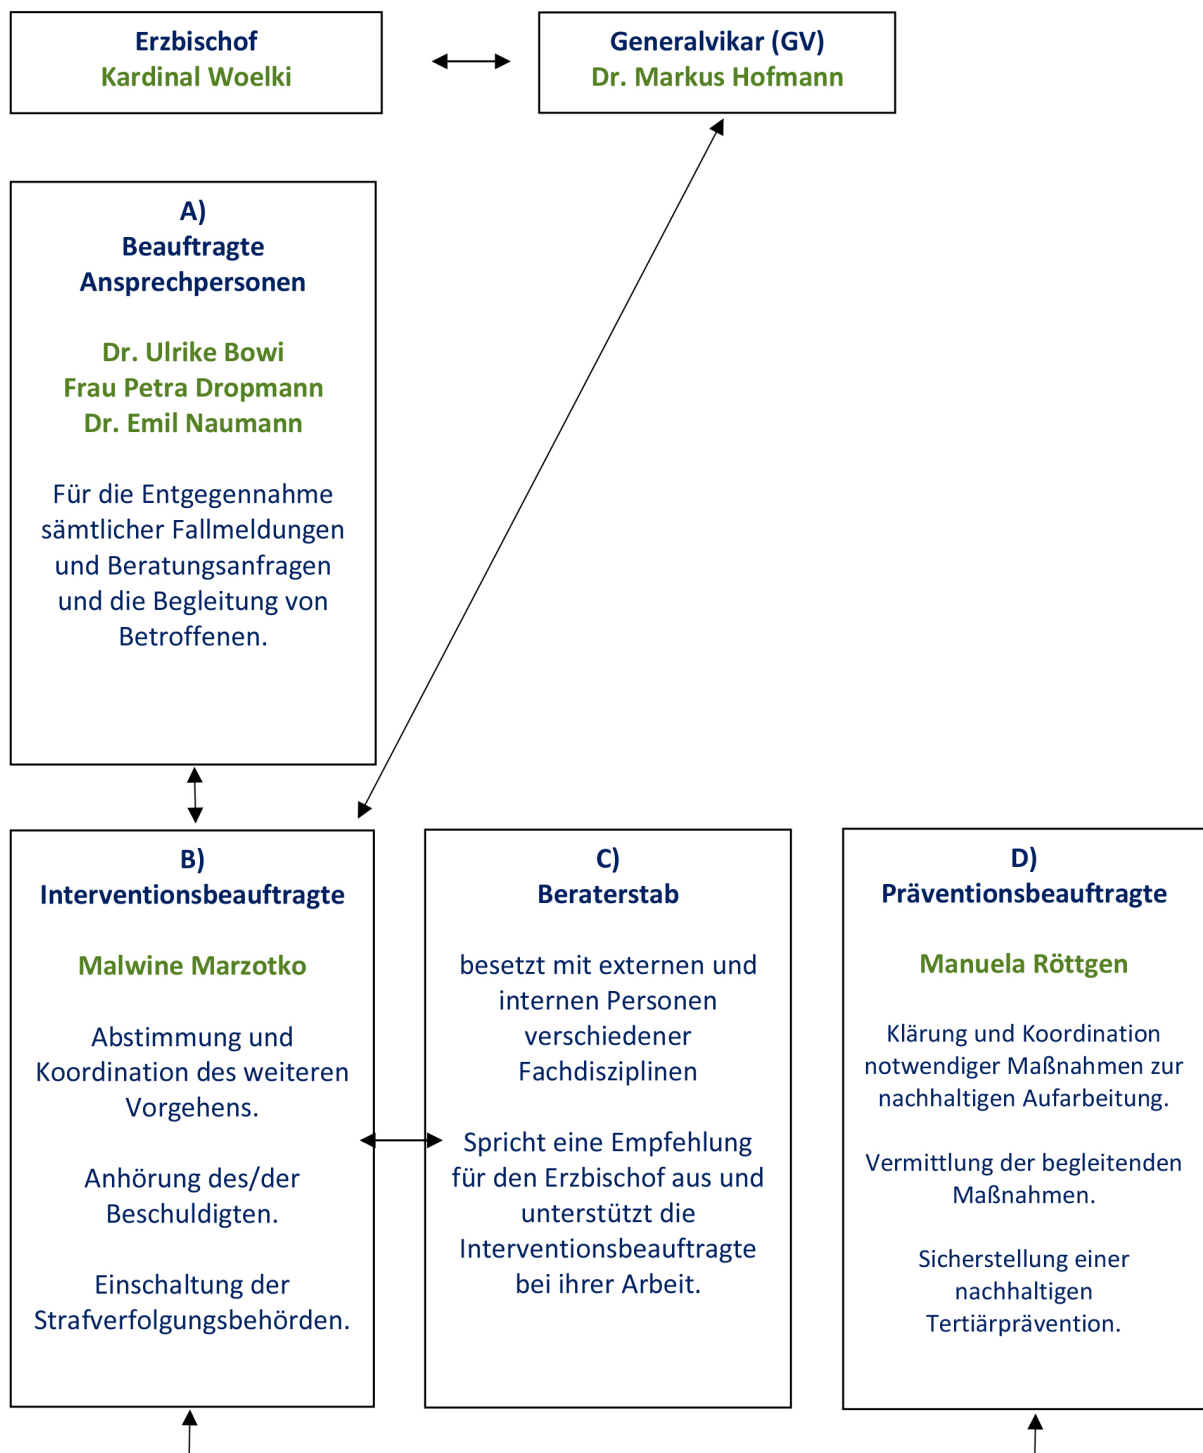 Erzbischof
Kardinal Woelki
Generalvikar (GV)
Dr. Markus Hofmann
A)
Beauftragte
Ansprechpersonen
Dr. Ulrike Bowi
Frau Petra Dropmann
Dr. Emil Naumann
Für die Entgegennahme
sämtlicher Fallmeldungen
und Beratungsanfragen
und die Begleitung von
Betroffenen.
B)
Interventionsbeauftragte
Malwine Marzotko
Abstimmung und
Koordination des weiteren
Vorgehens.
Anhörung des/der
Beschuldigten.
Einschaltung der
Strafverfolgungsbehörden.
C)
Beraterstab
besetzt mit externen und
internen Personen
verschiedener
Fachdisziplinen
Spricht eine Empfehlung
für den Erzbischof aus und
unterstützt die
Interventionsbeauftragte
bei ihrer Arbeit.
D)
Präventionsbeauftragte
Manuela Röttgen
Klärung und Koordination
notwendiger Maßnahmen zur
nachhaltigen Aufarbeitung.
Vermittlung der begleitenden
Maßnahmen.
Sicherstellung einer
nachhaltigen
Tertiärprävention.